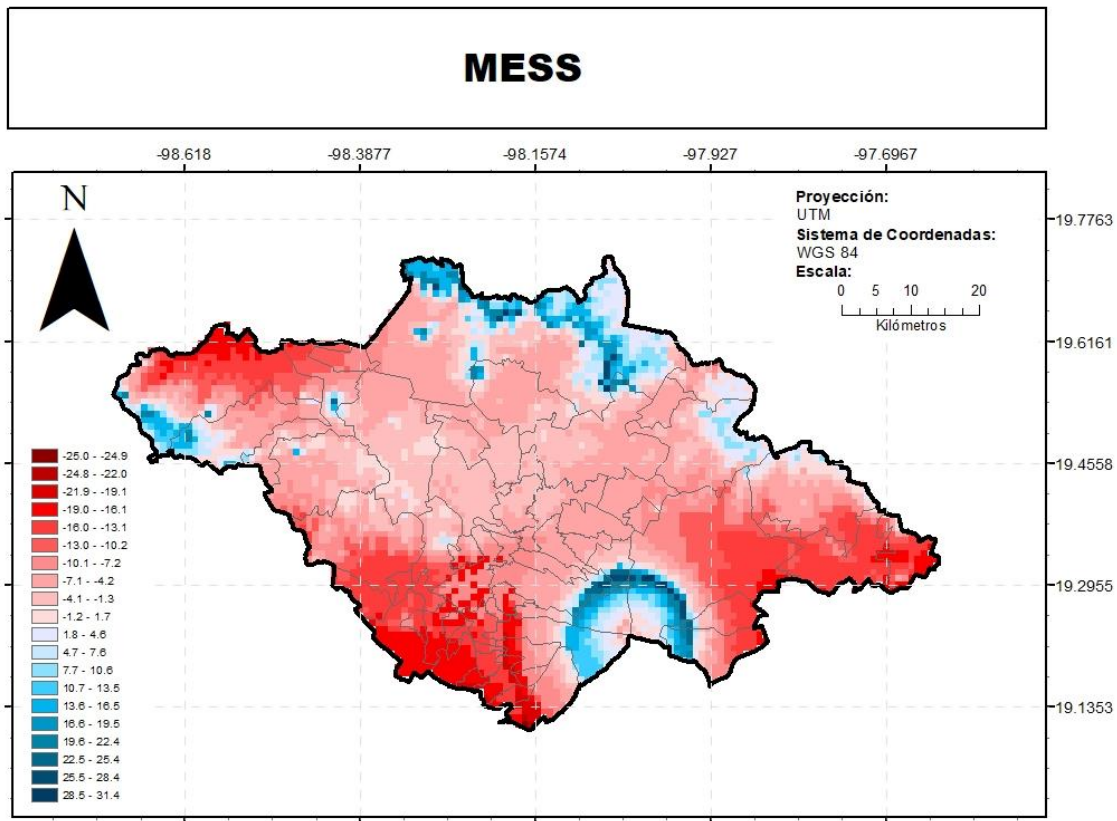 MESS
-98.618 -98.3877 -98.1574 -97.927 -97.6967
N
Proyección:
UTM
Sistema de Coordenadas:
WGS 84
Escala:
0 5 10 20
Kilómetros
19.7763
19.6161
19.4558
19.2955
19.1353
-25.0 - -24.9
-24.8 - -22.0
-21.9 - -19.1
-19.0 - -16.1
-16.0 - -13.1
-13.0 - -10.2
-10.1 - -7.2
-7.1 - -4.2
-4.1 - -1.3
-1.2 - 1.7
1.8 - 4.6
4.7 - 7.6
7.7 - 10.6
10.7 - 13.5
13.6 - 16.5
16.6 - 19.5
19.6 - 22.4
22.5 - 25.4
25.5 - 28.4
28.5 - 31.4